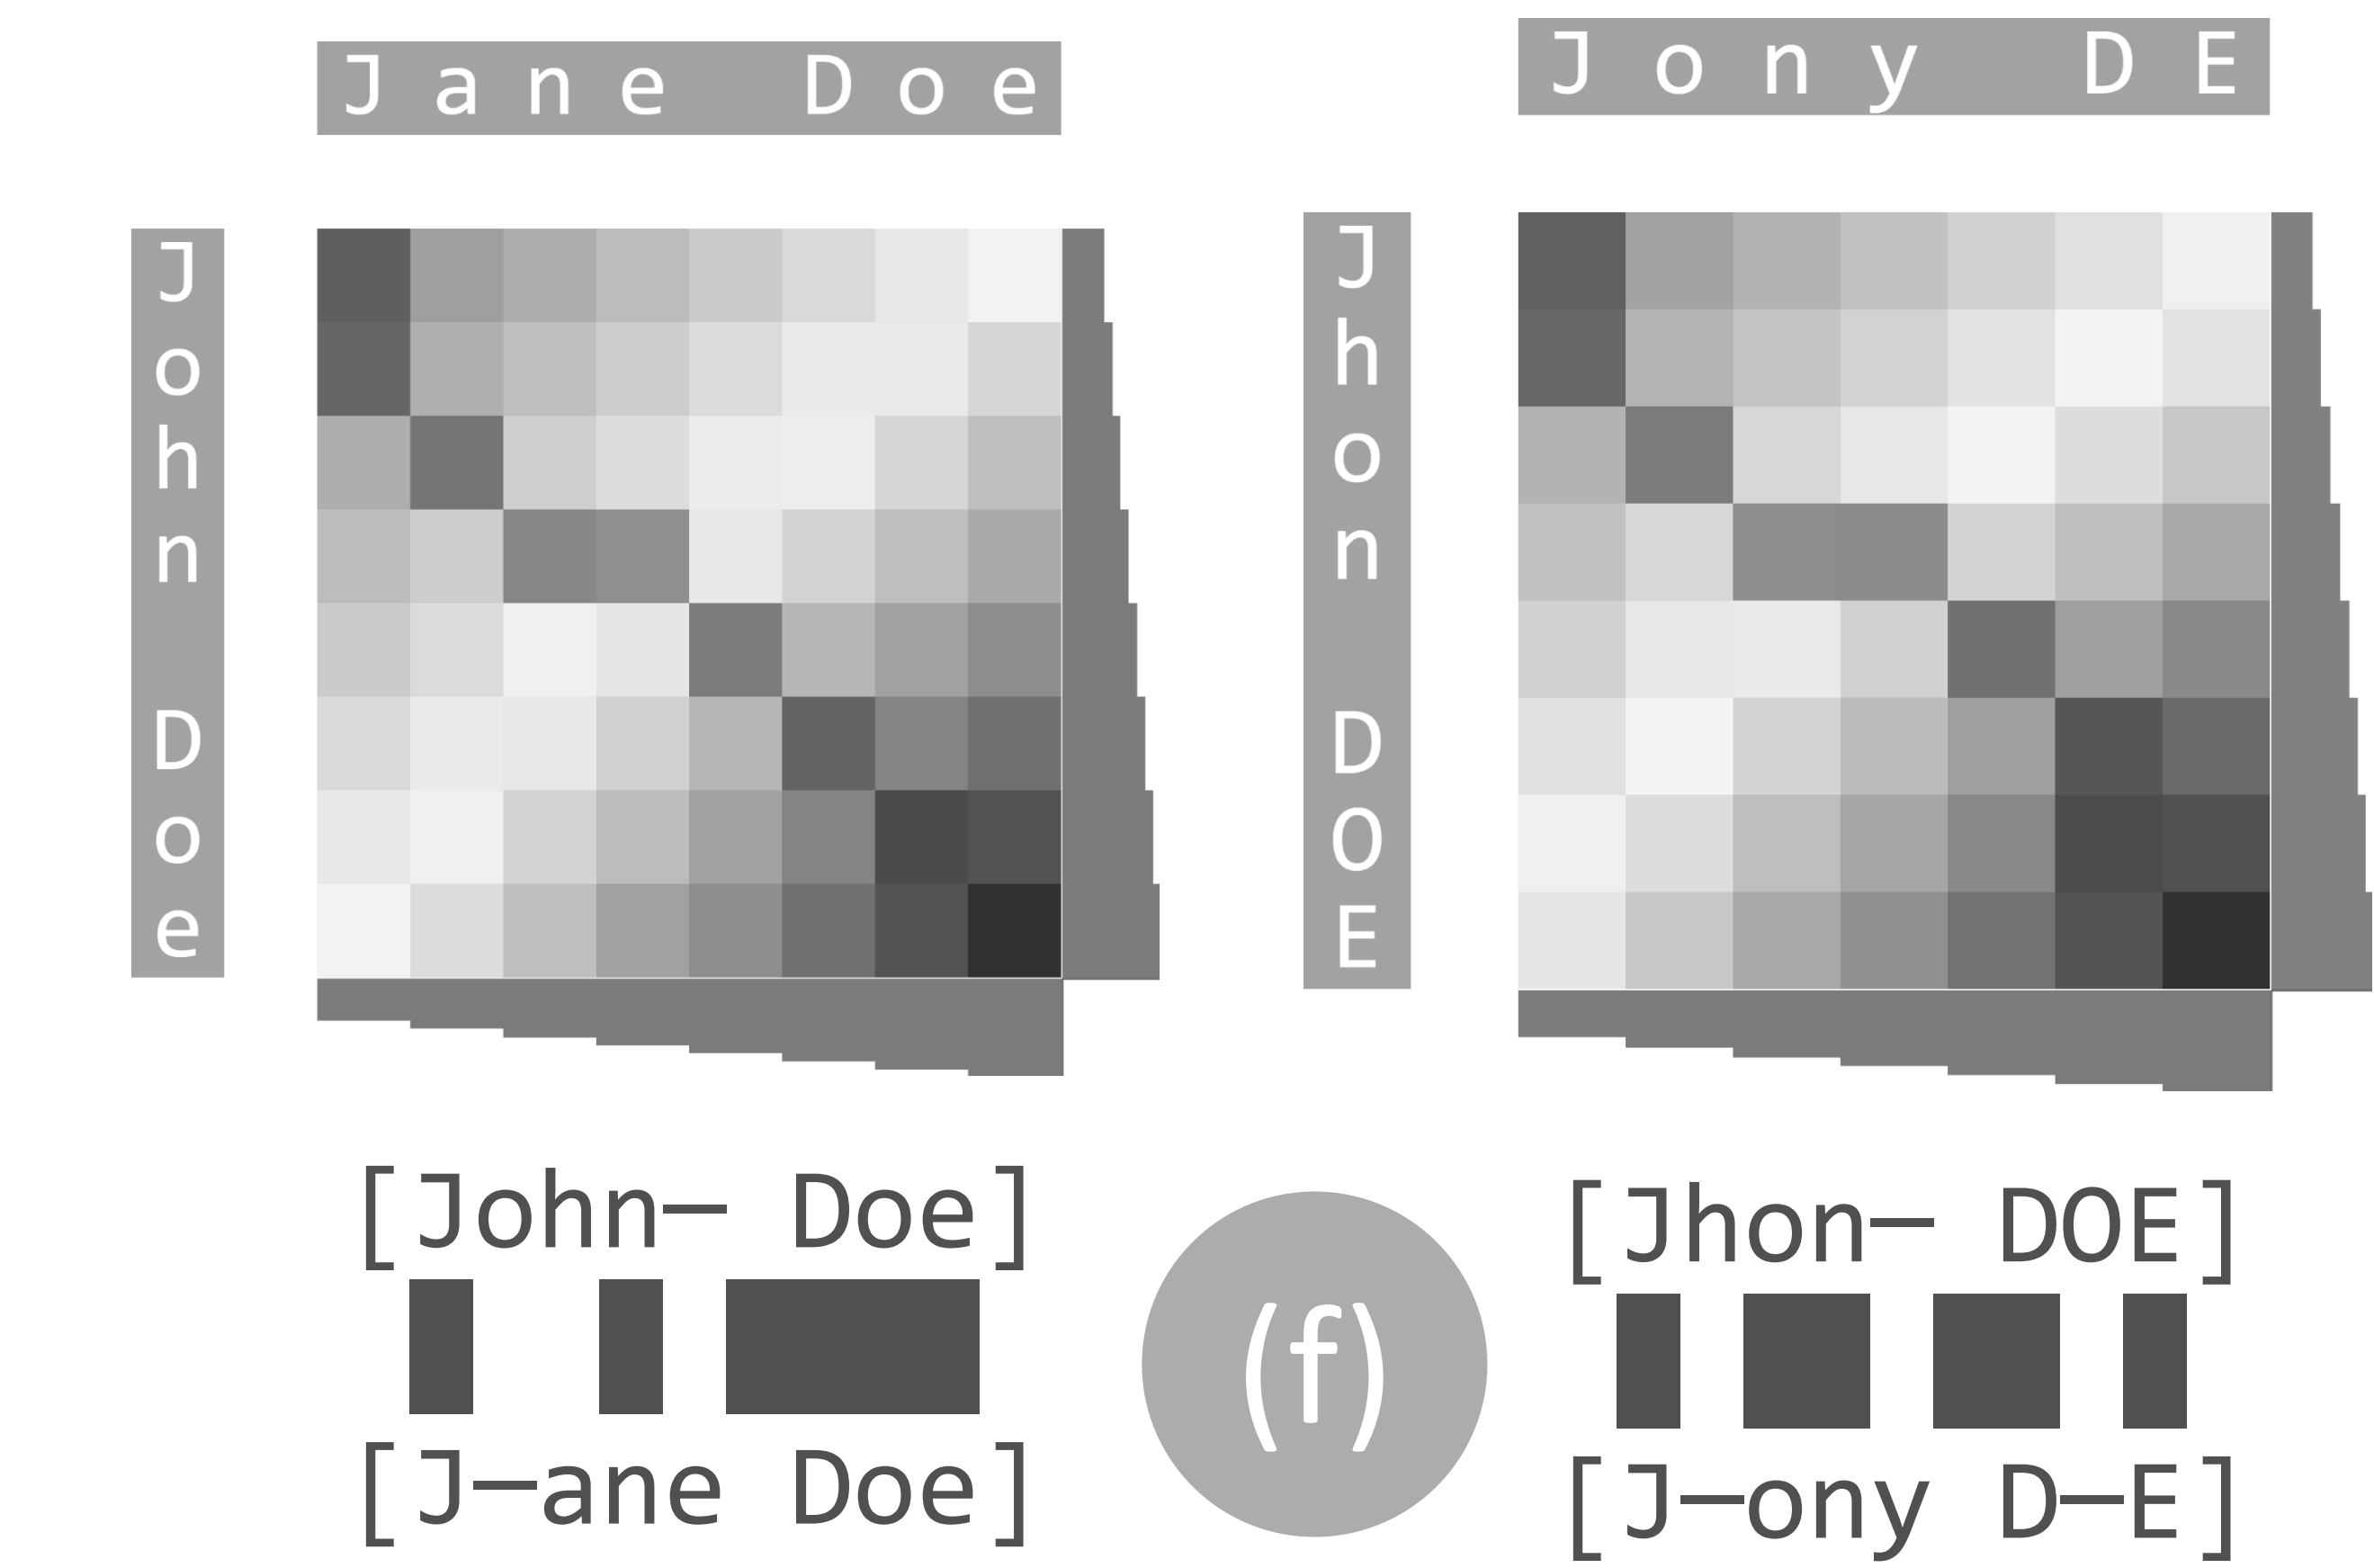 Jane Doe
Jony DE
John Doe
Jhon DOE
[John— Doe]
[J—ane Doe]
(f)
[Jhon— DOE]
[J—ony D—E]